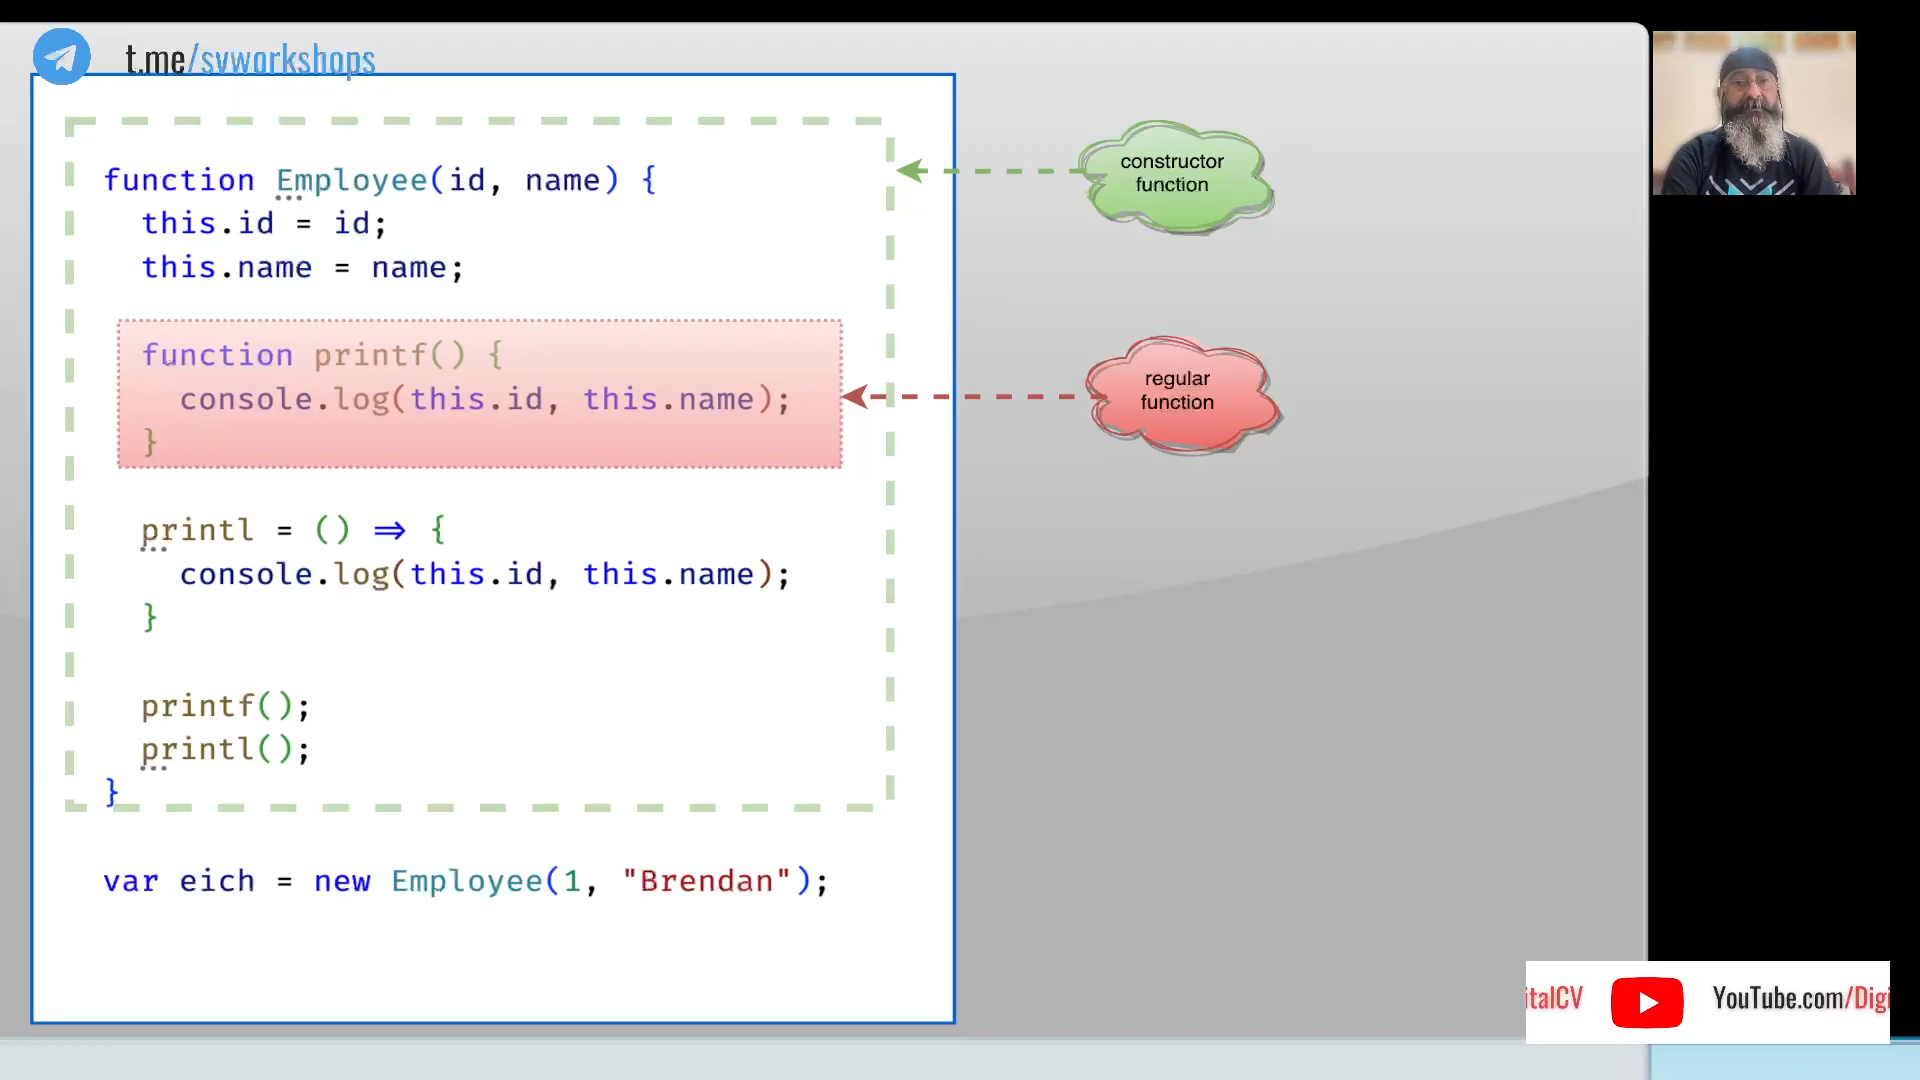 t.me/svworkshops
function Employee(id, name) {
this.id = id;
this.name = name;
function printf() {
console.log(this.id, this.name);
}
printl = () => {
console.log(this.id, this.name);
}
printf();
printl();
}
var eich = new Employee(1, "Brendan");
constructor
function
regular
function
italCV
YouTube.com/Digi